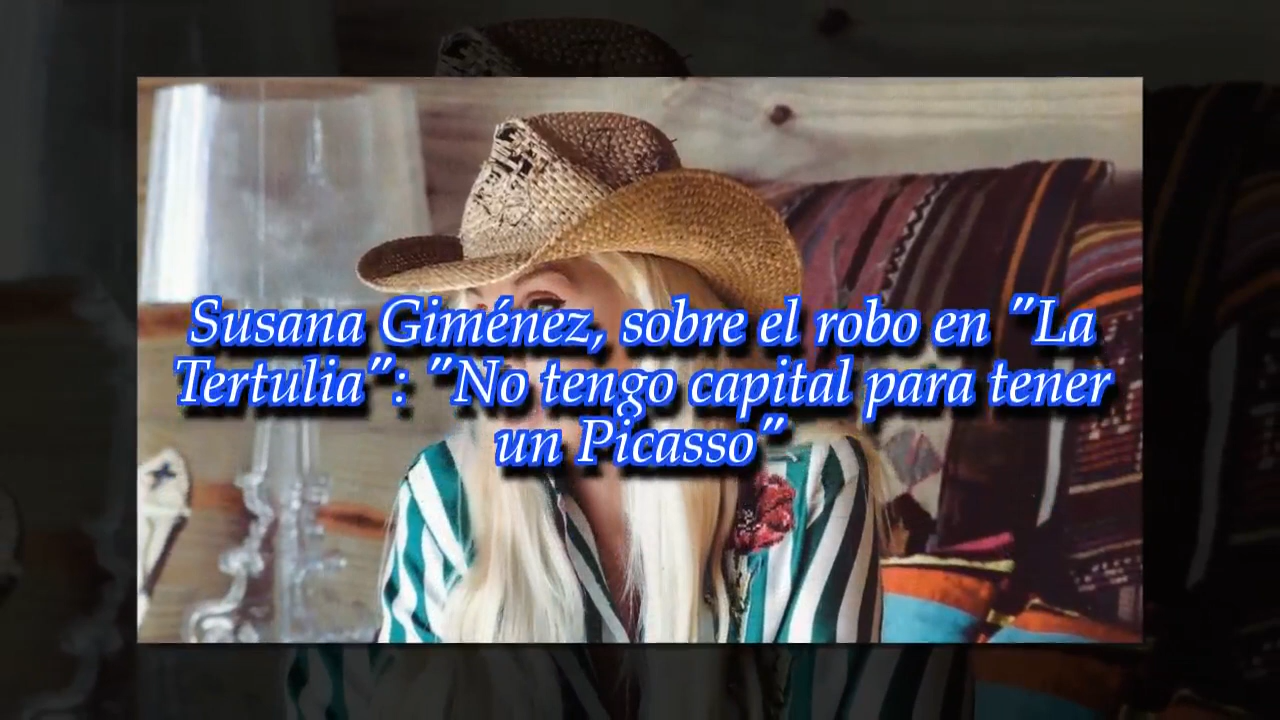 Susana Giménez, sobre el robo en "La
Tertulia": "No tengo capital para tener
un Picasso"